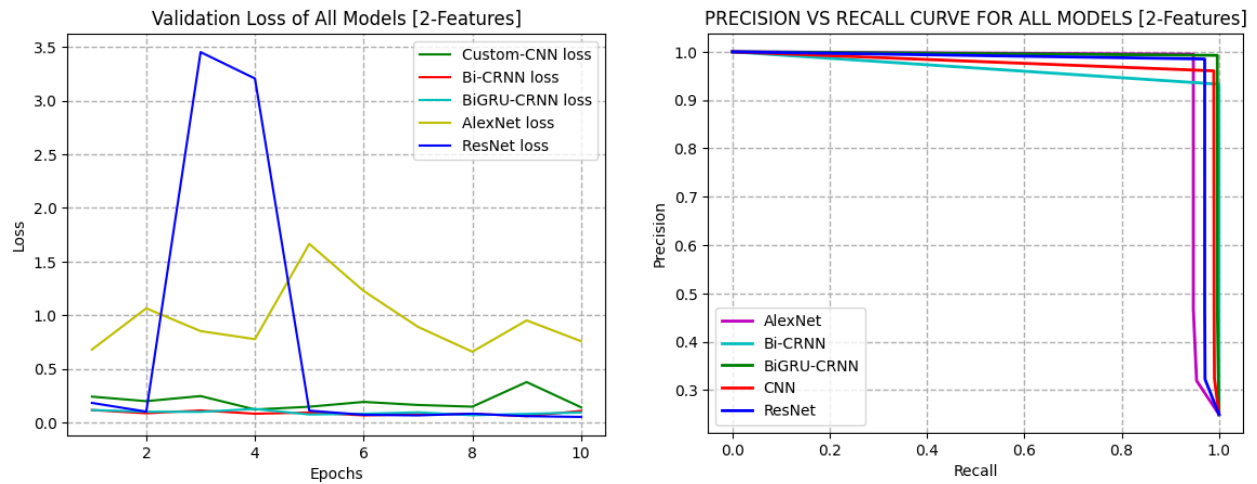 Validation Loss of All Models [2-Features]
3.5
3.0
2.5
2.0
1.5
1.0
0.5
0.0
Loss
2
4
6
8
10
Epochs
Custom-CNN loss
Bi-CRNN loss
BiGRU-CRNN loss
AlexNet loss
ResNet loss
PRECISION VS RECALL CURVE FOR ALL MODELS [2-Features]
1.0
0.9
0.8
0.7
0.6
0.5
0.4
0.3
Precision
0.0
0.2
0.4
0.6
0.8
1.0
Recall
AlexNet
Bi-CRNN
BiGRU-CRNN
CNN
ResNet